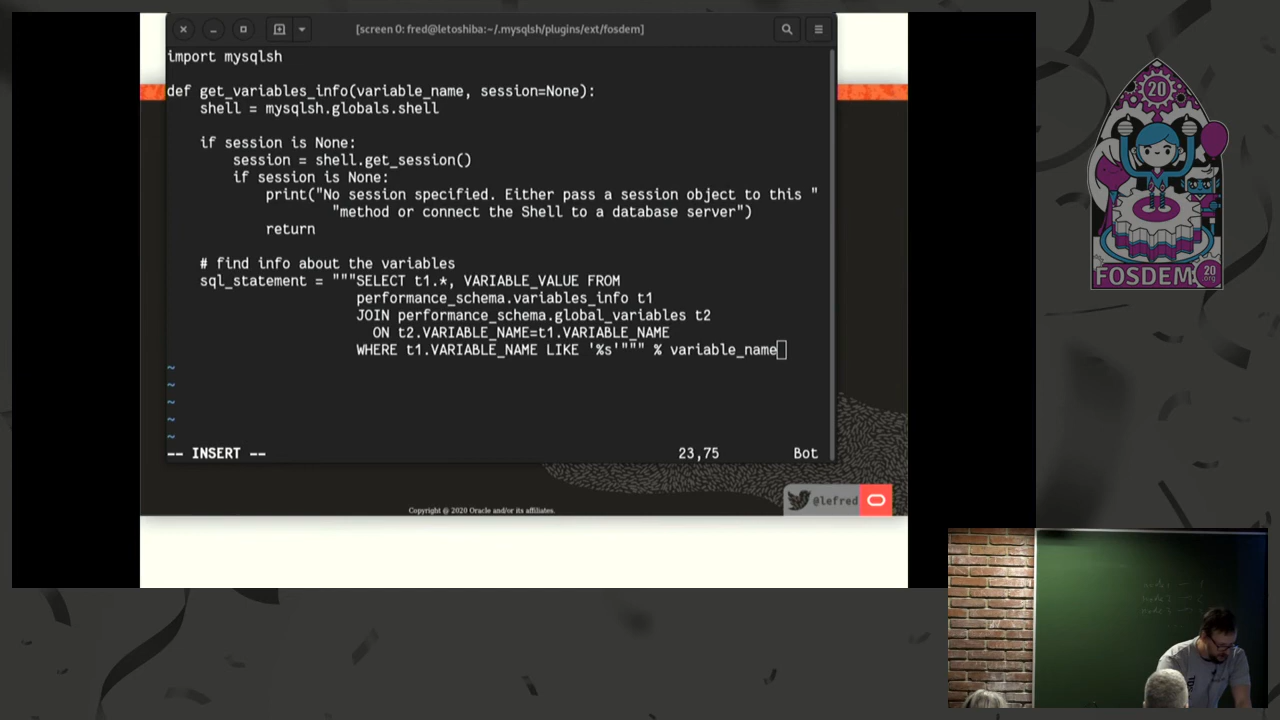 [screen 0: fred@letoshiba:~/.mysqlsh/plugins/ext/fosdem]
import mysqlsh
def get_variables_info(variable_name, session=None):
shell = mysqlsh.globals.shell
if session is None:
session = shell.get_session()
if session is None:
print("No session specified. Either pass a session object to this "
"method or connect the Shell to a database server")
return
# find info about the variables
sql_statement = """SELECT t1.*, VARIABLE_VALUE FROM
performance_schema.variables_info t1
JOIN performance_schema.global_variables t2
ON t2.VARIABLE_NAME=t1.VARIABLE_NAME
WHERE t1.VARIABLE_NAME LIKE '%s'""" % variable_name
~
~
~
~
~
-- INSERT --
23,75
Bot
@lefred
Copyright @ 2020 Oracle and/or its affiliates.
20
FOSDEM
20
.org